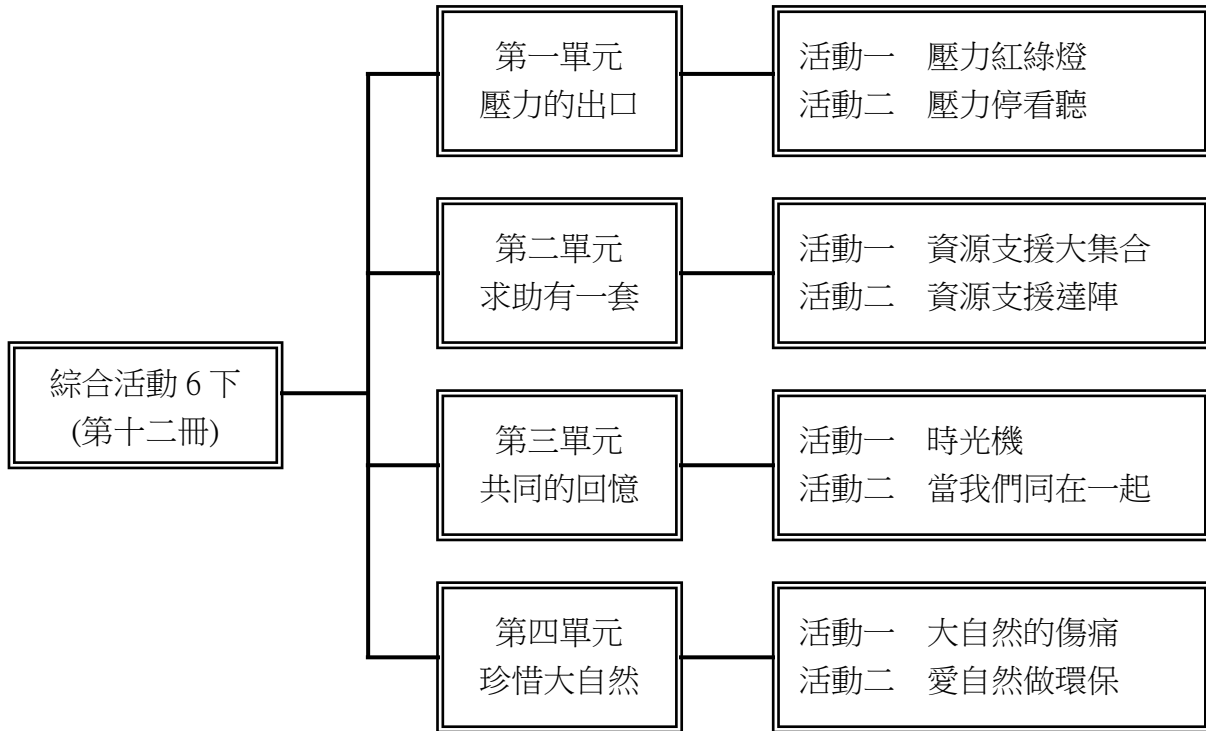 綜合活動 6 下
(第十二冊)
第一單元
壓力的出口
活動一　壓力紅綠燈
活動二　壓力停看聽
第二單元
求助有一套
活動一　資源支援大集合
活動二　資源支援達陣
第三單元
共同的回憶
活動一　時光機
活動二　當我們同在一起
第四單元
珍惜大自然
活動一　大自然的傷痛
活動二　愛自然做環保